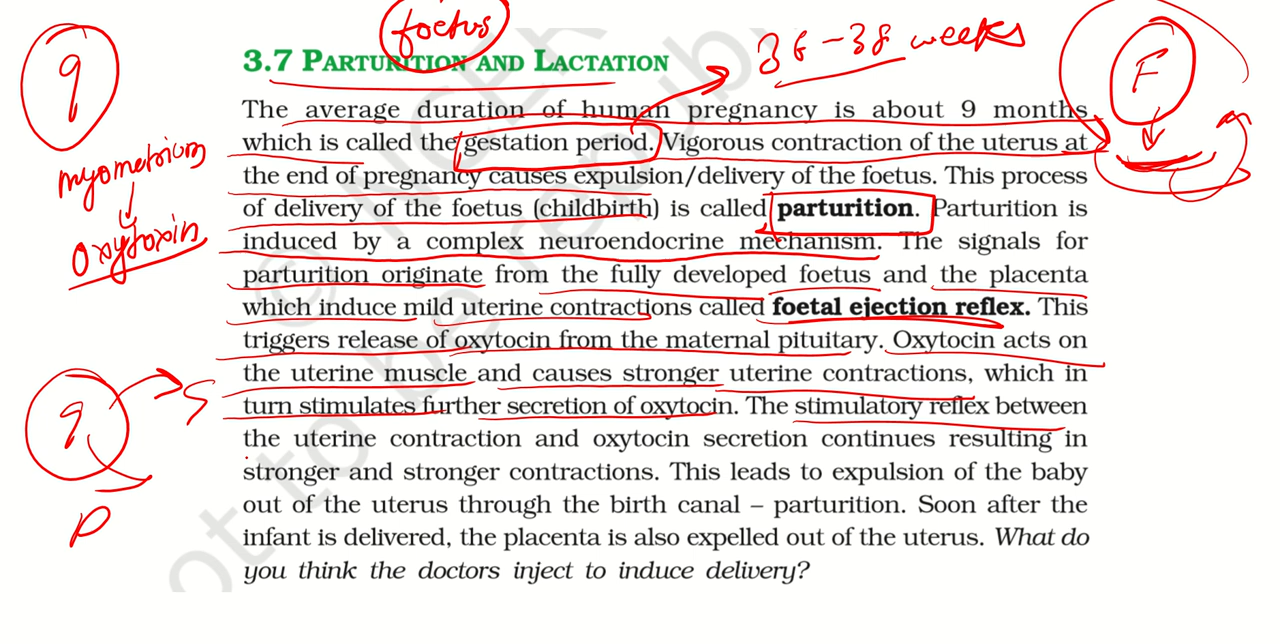 foetus
36-38 weeks
9
F
3.7 PARTURITION AND LACTATION
The average duration of human pregnancy is about 9 months
which is called the gestation period. Vigorous contraction of the uterus at
the end of pregnancy causes expulsion/delivery of the foetus. This process
of delivery of the foetus (childbirth) is called parturition. Parturition is
induced by a complex neuroendocrine mechanism. The signals for
parturition originate from the fully developed foetus and the placenta
which induce mild uterine contractions called foetal ejection reflex. This
triggers release of oxytocin from the maternal pituitary. Oxytocin acts on
the uterine muscle and causes stronger uterine contractions, which in
turn stimulates further secretion of oxytocin. The stimulatory reflex between
the uterine contraction and oxytocin secretion continues resulting in
stronger and stronger contractions. This leads to expulsion of the baby
out of the uterus through the birth canal – parturition. Soon after the
infant is delivered, the placenta is also expelled out of the uterus. What do
you think the doctors inject to induce delivery?
myometrium
oxytoxin
9
S
P